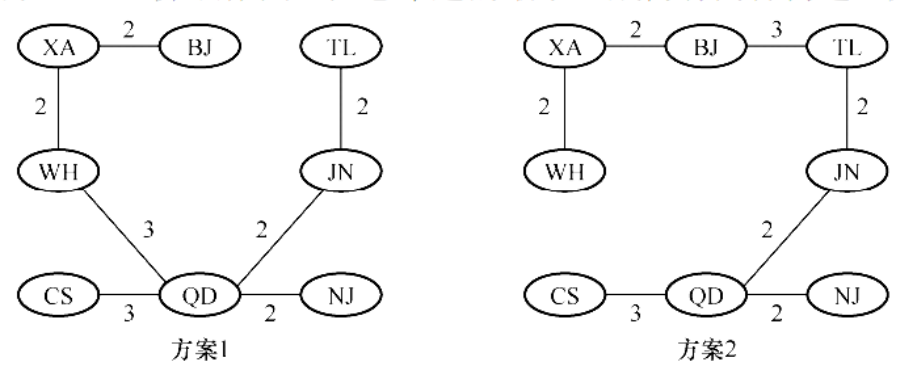 XA 2 BJ TL
2 2
WH JN
3 2
CS 3 QD 2 NJ
方案1
XA 2 BJ 3 TL
2 2
WH JN
2
CS 3 QD 2 NJ
方案2